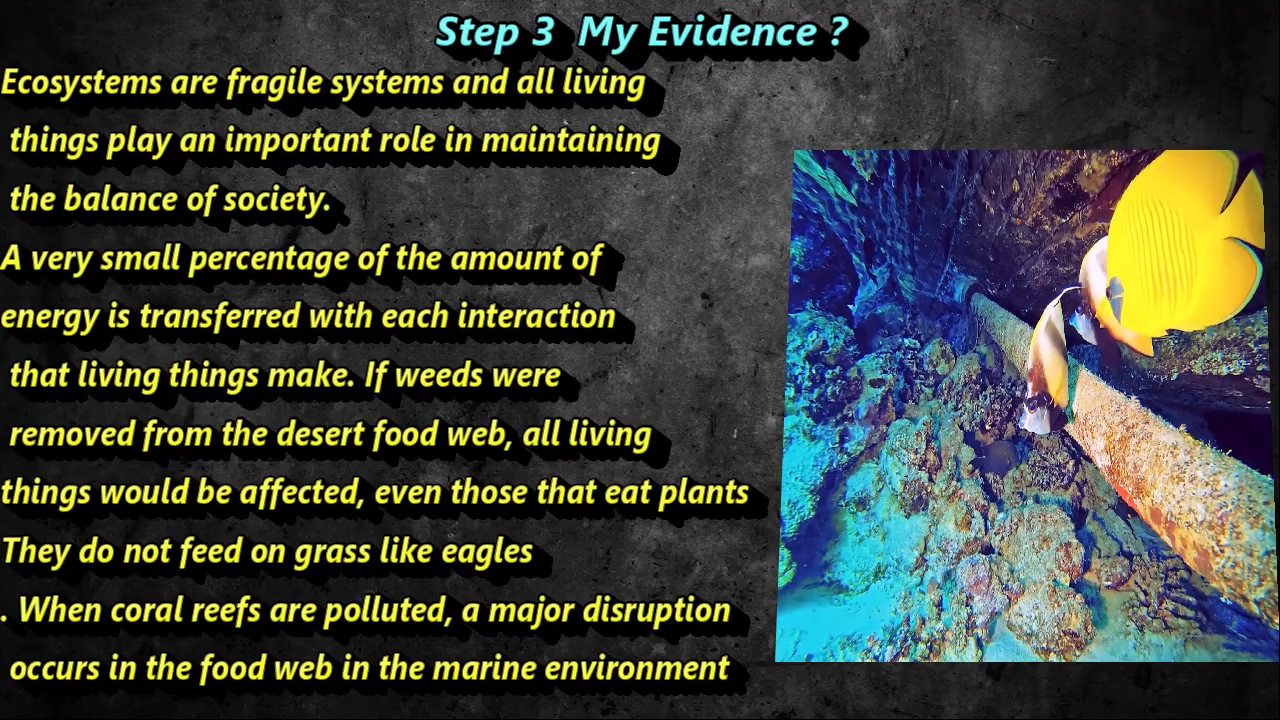 Step 3 My Evidence ?
Ecosystems are fragile systems and all living
things play an important role in maintaining
the balance of society.
A very small percentage of the amount of
energy is transferred with each interaction
that living things make. If weeds were
removed from the desert food web, all living
things would be affected, even those that eat plants
They do not feed on grass like eagles
. When coral reefs are polluted, a major disruption
occurs in the food web in the marine environment